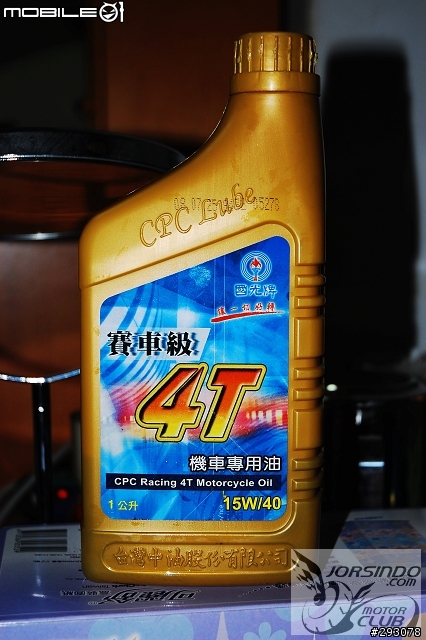 MOBILE01
CPC Lube
國光牌
賽車級
4T
機車專用油
CPC Racing 4T Motorcycle Oil
1公升
15W/40
台灣中油股份有限公司
JORSINDO
.com
MOTOR
CLUB
#293078